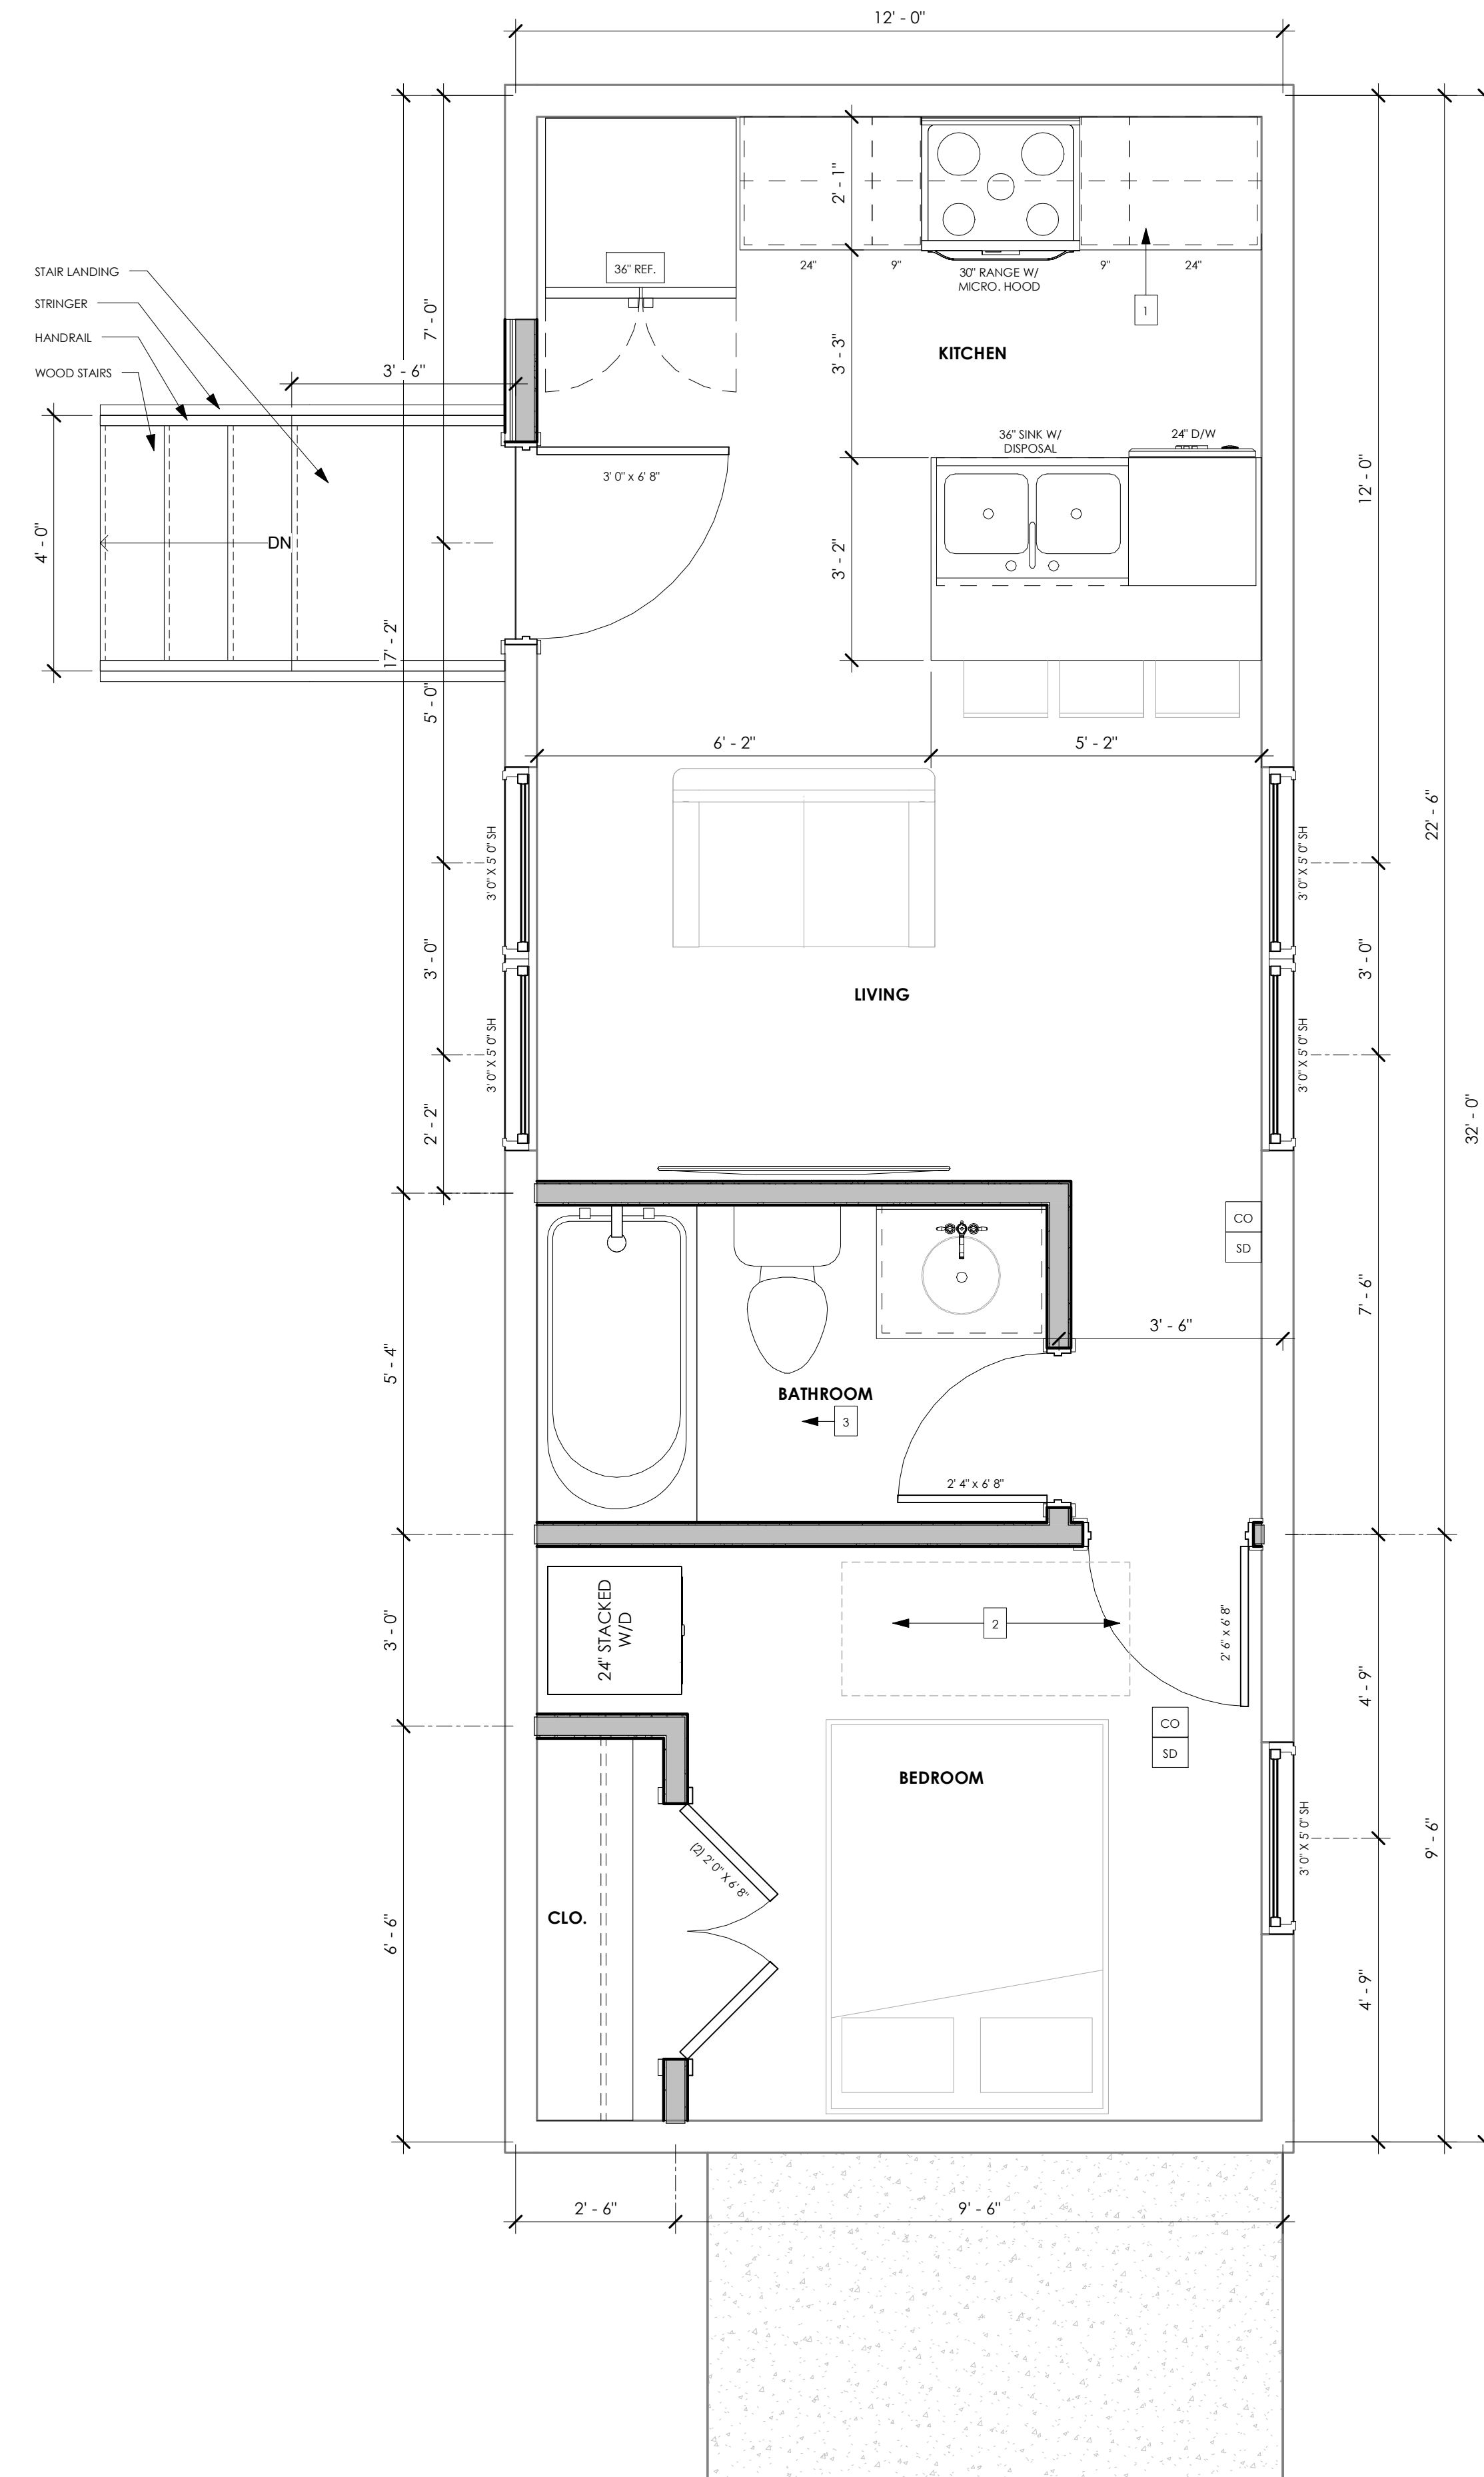 12' - 0"
2' - 1"
36" REF.
24"
9"
30" RANGE W/
MICRO. HOOD
9"
24"
1
STAIR LANDING
STRINGER
HANDRAIL
WOOD STAIRS
7' - 0"
3' - 6"
3' - 3"
KITCHEN
36" SINK W/
DISPOSAL
24" D/W
3' 0" x 6' 8"
12' - 0"
4' - 0"
DN
3' - 2"
17' - 2"
5' - 0"
6' - 2"
5' - 2"
22' - 6"
3' 0" X 5' 0" SH
3' 0" X 5' 0" SH
3' - 0"
3' - 0"
LIVING
3' 0" X 5' 0" SH
3' 0" X 5' 0" SH
2' - 2"
32' - 0"
CO
SD
7' - 6"
3' - 6"
5' - 4"
BATHROOM
3
2' 4" x 6' 8"
24" STACKED
W/D
2
2' 6" x 6' 8"
3' - 0"
4' - 9"
CO
SD
BEDROOM
(2) 2' 0" X 6' 8"
3' 0" X 5' 0" SH
9' - 6"
CLO.
6' - 6"
4' - 9"
2' - 6"
9' - 6"